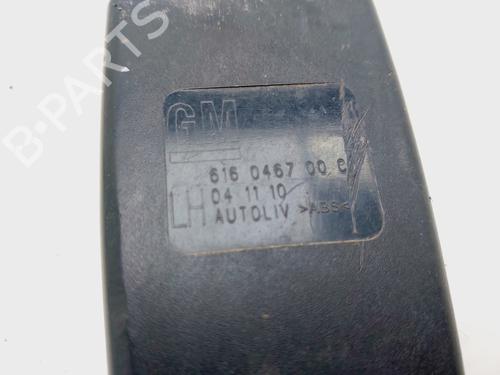 B-PARTS
GM
616 0467 00 C
04 11 10
LH
AUTOLIV >ABS<